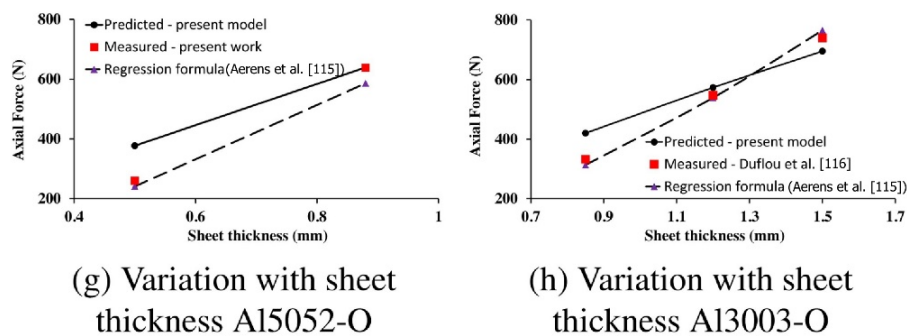 Predicted - present model
Measured - present work
Regression formula(Aerens et al. [115])
Axial Force (N)
800
600
400
200
0.4
0.6
0.8
1
Sheet thickness (mm)
(g) Variation with sheet
thickness Al5052-O
Axial Force (N)
800
600
400
200
Predicted - present model
Measured - Duflou et al. [116]
Regression formula (Aerens et al. [115])
0.7
0.9
1.1
1.3
1.5
1.7
Sheet thickness (mm)
(h) Variation with sheet
thickness Al3003-O